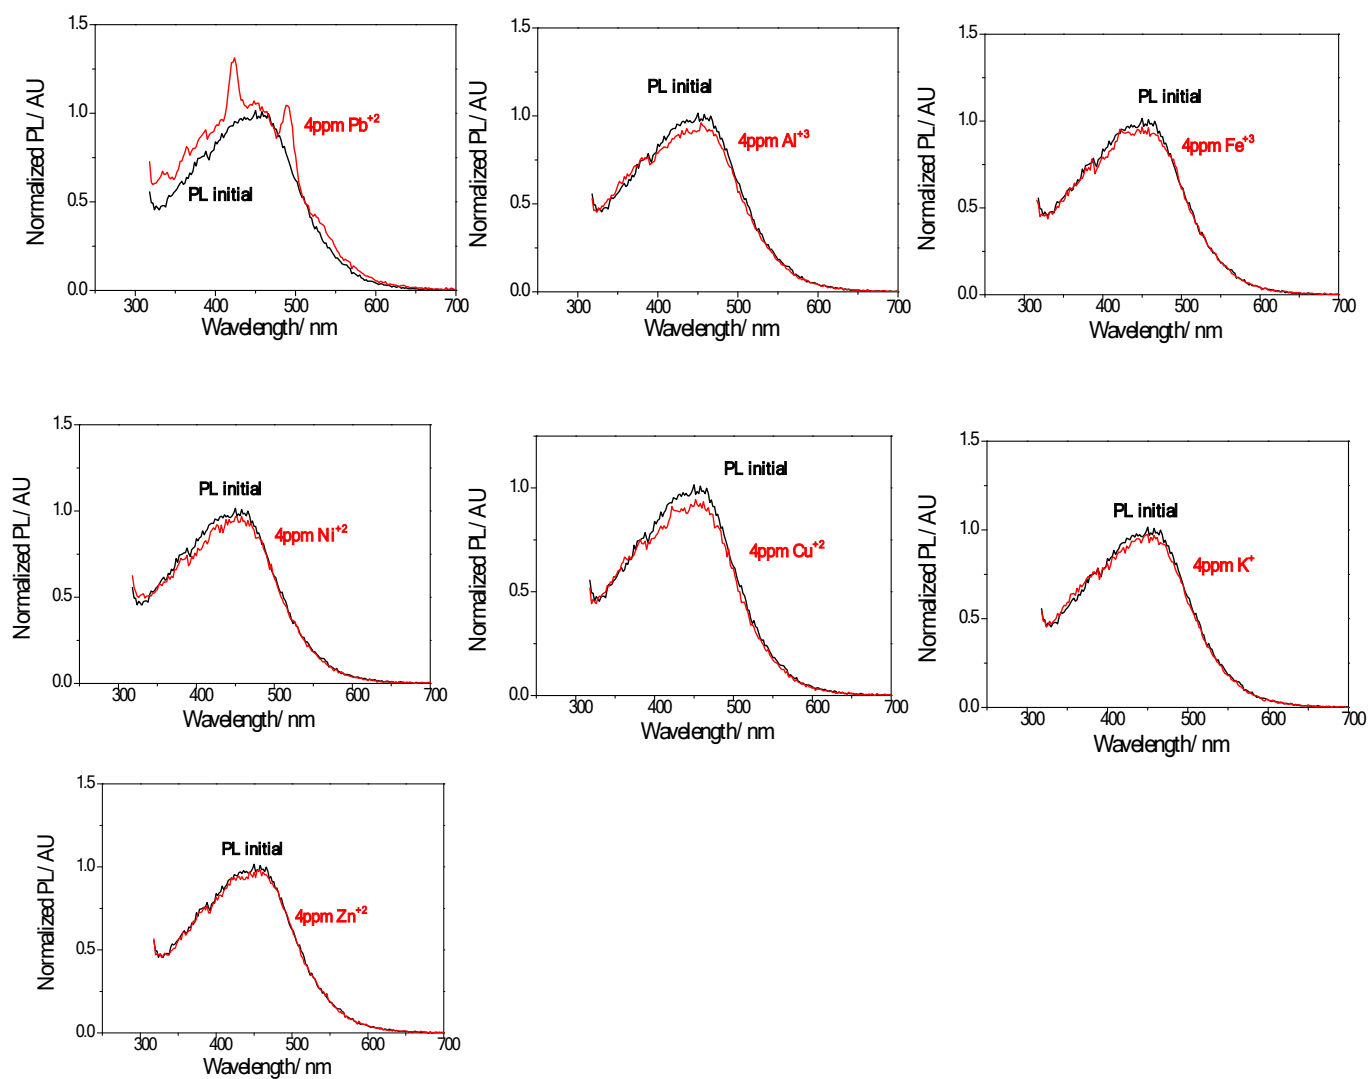 1.5
1.0
0.5
0.0
Normalized PL/ AU
4ppm Pb+2
PL initial
300 400 500 600 700
Wavelength/ nm
1.5
1.0
0.5
0.0
Normalized PL/ AU
PL initial
4ppm Al+3
300 400 500 600 700
Wavelength/ nm
1.5
1.0
0.5
0.0
Normalized PL/ AU
PL initial
4ppm Fe+3
300 400 500 600 700
Wavelength/ nm
1.5
1.0
0.5
0.0
Normalized PL/ AU
PL initial
4ppm Ni+2
300 400 500 600 700
Wavelength/ nm
1.0
0.5
0.0
Normalized PL/ AU
PL initial
4ppm Cu+2
300 400 500 600 700
Wavelength/ nm
1.5
1.0
0.5
0.0
Normalized PL/ AU
PL initial
4ppm K+
300 400 500 600 700
Wavelength/ nm
1.5
1.0
0.5
0.0
Normalized PL/ AU
PL initial
4ppm Zn+2
300 400 500 600 700
Wavelength/ nm